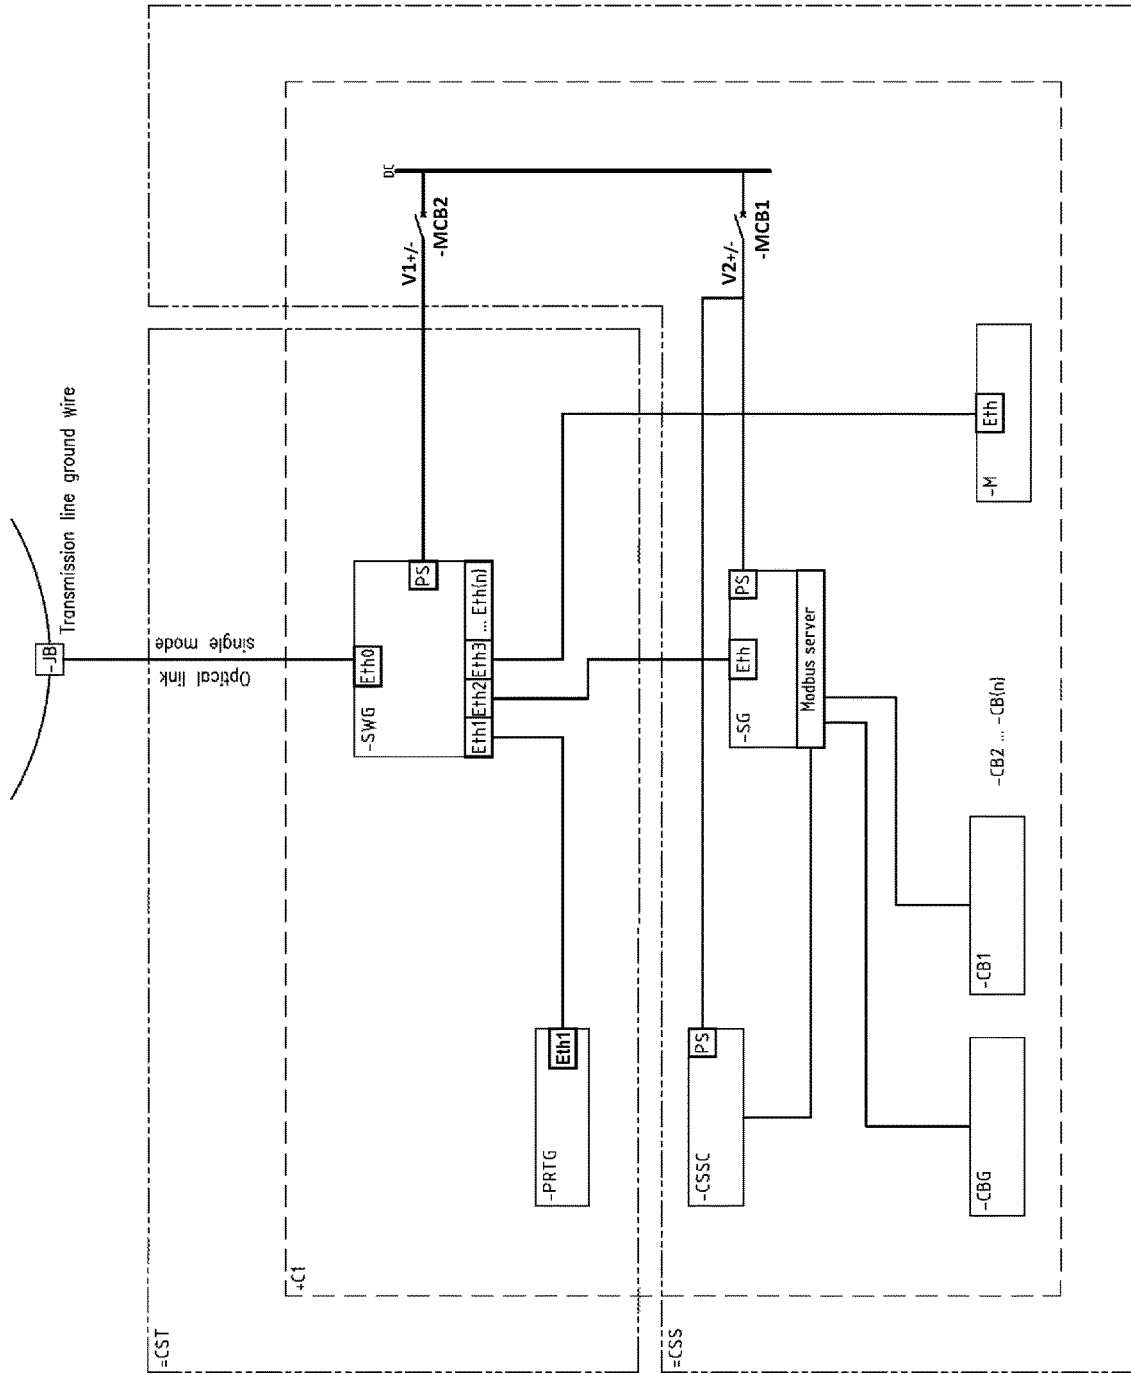 Transmission line ground wire
-JB
Optical link
single mode
=CST
+C1
-SWG
Eth0
PS
Eth1
Eth2
Eth3
... Eth(n)
V1+/-
-MCB2
DC
-PRTG
Eth1
=CSS
-CSSC
PS
-SG
Eth
PS
Modbus server
V2+/-
-MCB1
-M
Eth
-CBG
-CB1
-CB2 ... -CB(n)